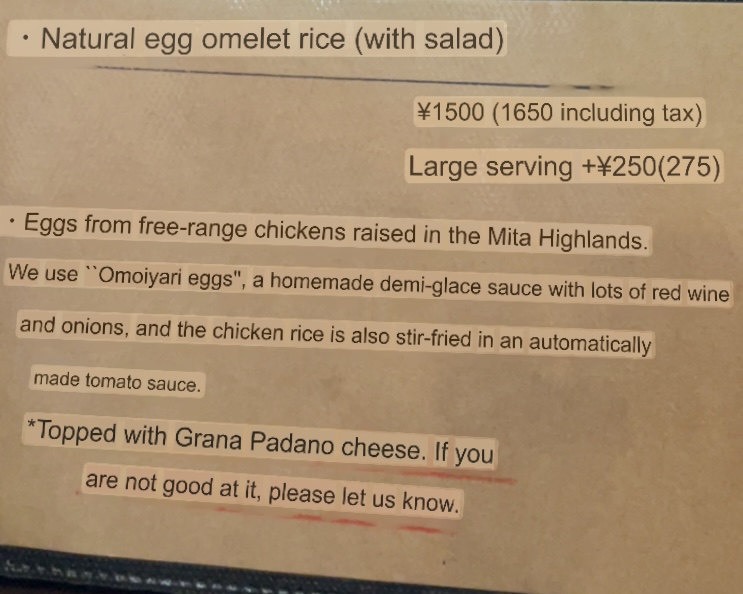 ・Natural egg omelet rice (with salad)
¥1500 (1650 including tax)
Large serving +¥250(275)
・Eggs from free-range chickens raised in the Mita Highlands.
We use ``Omoiyari eggs", a homemade demi-glace sauce with lots of red wine
and onions, and the chicken rice is also stir-fried in an automatically
made tomato sauce.
*Topped with Grana Padano cheese. If you
are not good at it, please let us know.